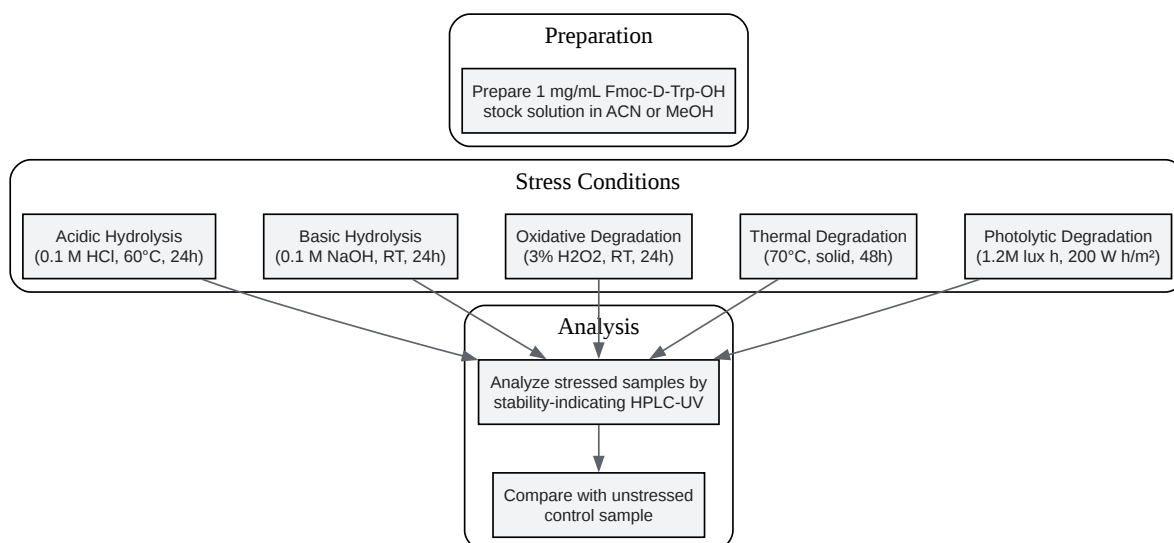 Preparation
Prepare 1 mg/mL Fmoc-D-Trp-OH
stock solution in ACN or MeOH
Stress Conditions
Acidic Hydrolysis
(0.1 M HCl, 60°C, 24h)
Basic Hydrolysis
(0.1 M NaOH, RT, 24h)
Oxidative Degradation
(3% H2O2, RT, 24h)
Thermal Degradation
(70°C, solid, 48h)
Photolytic Degradation
(1.2M lux h, 200 W h/m²)
Analysis
Analyze stressed samples by
stability-indicating HPLC-UV
Compare with unstressed
control sample